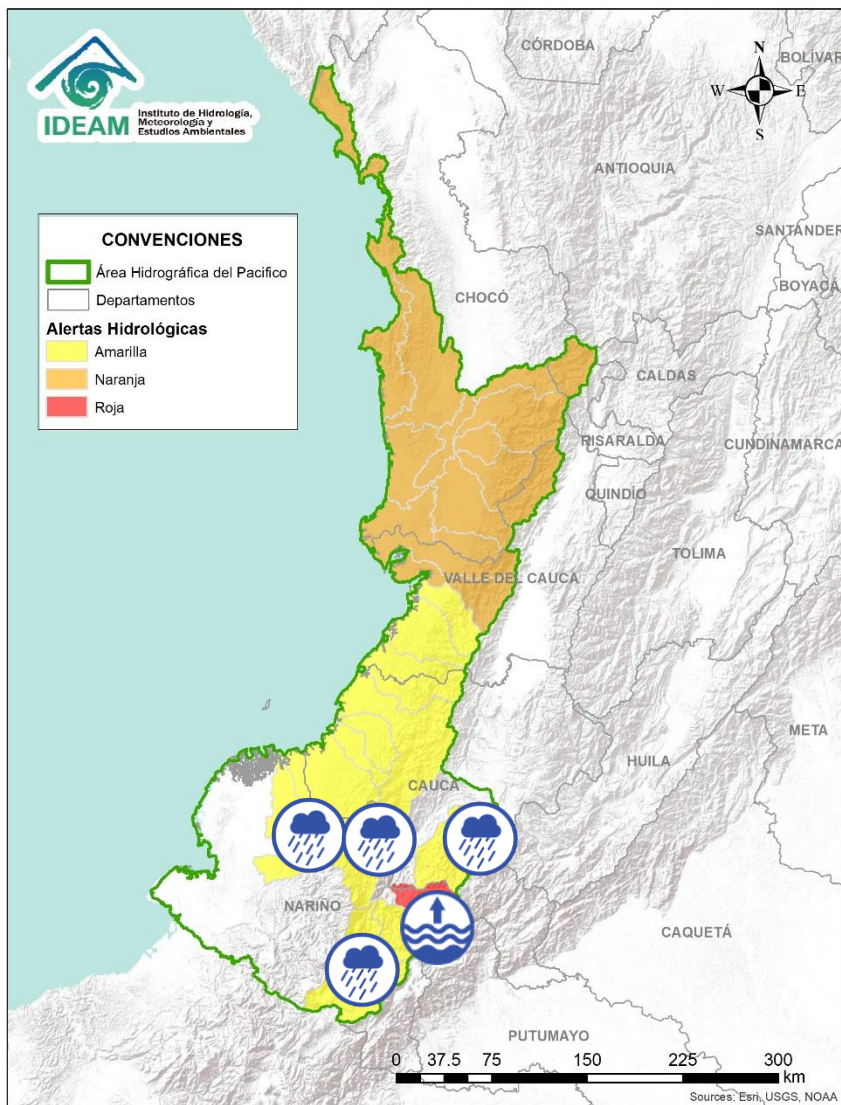 IDEAM
Instituto de Hidrología,
Meteorología y
Estudios Ambientales
CÓRDOBA
BOLÍVAR
N
W
E
S
ANTIOQUIA
SANTANDER
BOYACÁ
CONVENCIONES
Área Hidrográfica del Pacifico
Departamentos
Alertas Hidrológicas
Amarilla
Naranja
Roja
CHOCÓ
CALDAS
RISARALDA
CUNDINAMARCA
QUINDÍO
TOLIMA
VALLE DEL CAUCA
META
HUILA
CAUCA
NARIÑO
CAQUETÁ
PUTUMAYO
0 37.5 75 150 225 300
km
Sources: Esri, USGS, NOAA